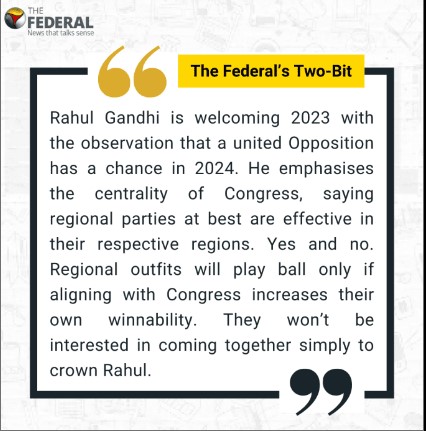 THE
FEDERAL
News that talks sense
The Federal's Two-Bit
Rahul Gandhi is welcoming 2023 with
the observation that a united Opposition
has a chance in 2024. He emphasises
the centrality of Congress, saying
regional parties at best are effective in
their respective regions. Yes and no.
Regional outfits will play ball only if
aligning with Congress increases their
own winnability. They won't be
interested in coming together simply to
crown Rahul.